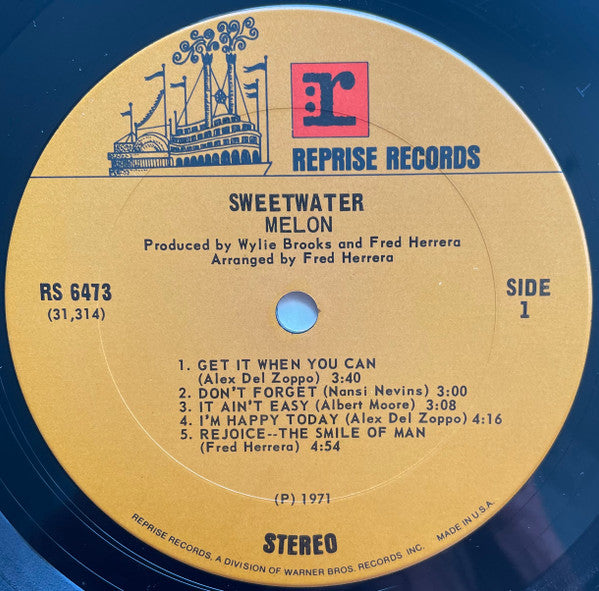 r
REPRISE RECORDS
SWEETWATER
MELON
Produced by Wylie Brooks and Fred Herrera
Arranged by Fred Herrera
RS 6473
(31,314)
SIDE
1
1. GET IT WHEN YOU CAN
(Alex Del Zoppo) 3:40
2. DON'T FORGET (Nansi Nevins) 3:00
3. IT AIN'T EASY (Albert Moore) 3:08
4. I'M HAPPY TODAY (Alex Del Zoppo) 4:16
5. REJOICE--THE SMILE OF MAN
(Fred Herrera) 4:54
(P) 1971
STEREO
REPRISE RECORDS, A DIVISION OF WARNER BROS. RECORDS, INC. MADE IN U.S.A.